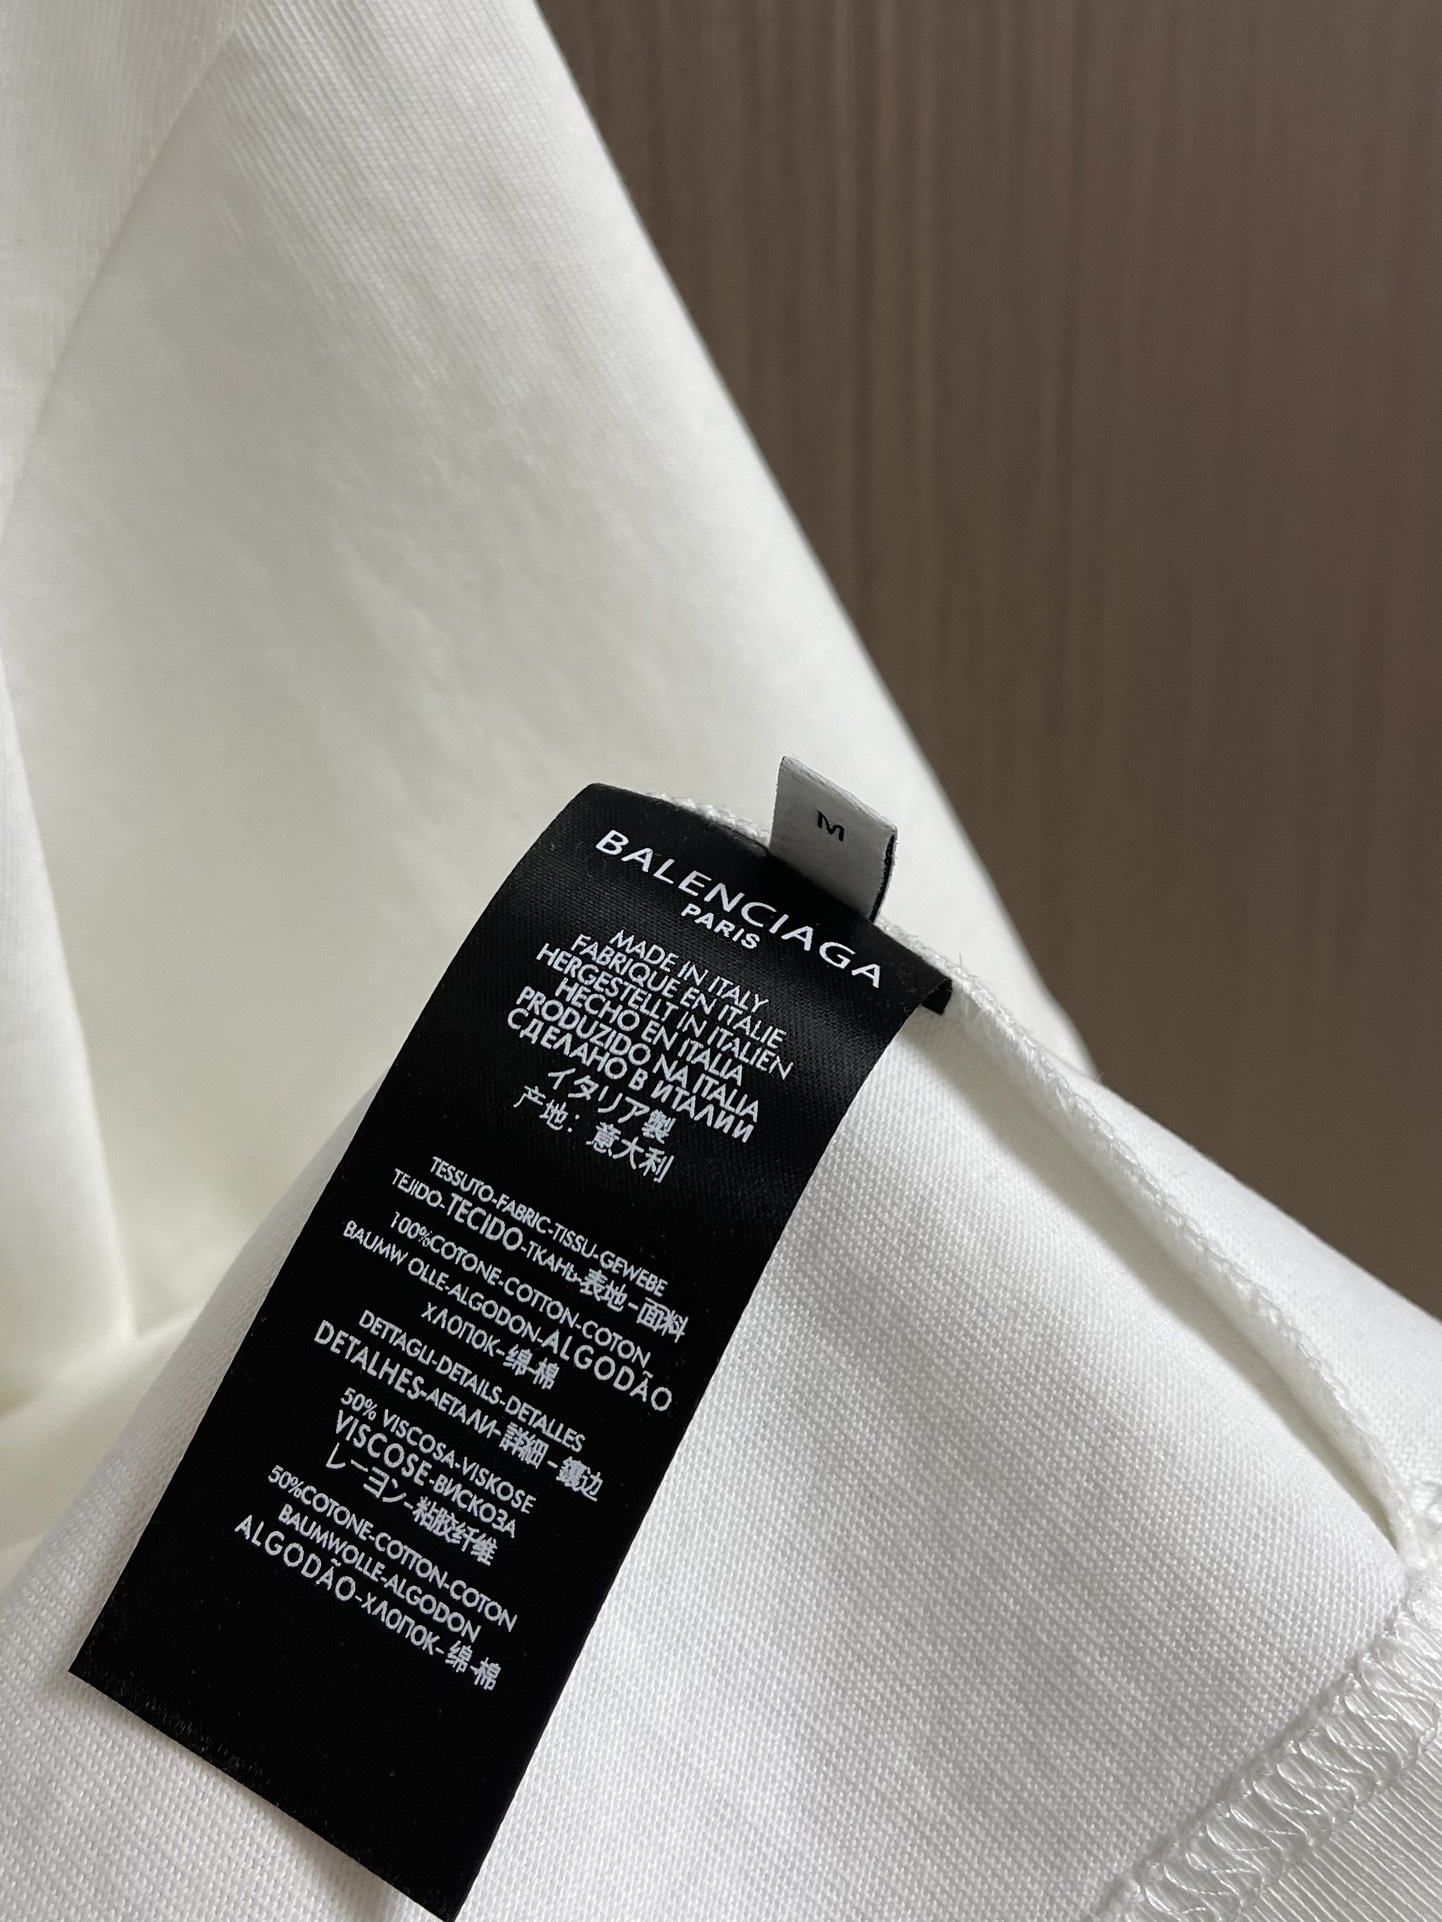 M
BALENCIAGA
PARIS
MADE IN ITALY
FABRIQUE EN ITALIE
HERGESTELLT IN ITALIEN
HECHO EN ITALIA
PRODUZIDO NA ITALIA
СДЕЛАНО В ИТАЛИИ
イタリア製
产地：意大利
TESSUTO-FABRIC-TISSU-GEWEBE
TEJIDO-TECIDO-ТКАНЬ-表地-面料
100%COTONE-COTTON-COTON
BAUMW OLLE-ALGODON-ALGODÃO
ХЛОПОК-绵-棉
DETTAGLI-DETAILS-DETALLES
DETALHES-ДЕТАЛИ-詳細-镶边
50% VISCOSA-VISKOSE
VISCOSE-ВИСКОЗА
レーヨン-粘胶纤维
50%COTONE-COTTON-COTON
BAUMWOLLE-ALGODON
ALGODÃO-ХЛОПОК-绵-棉